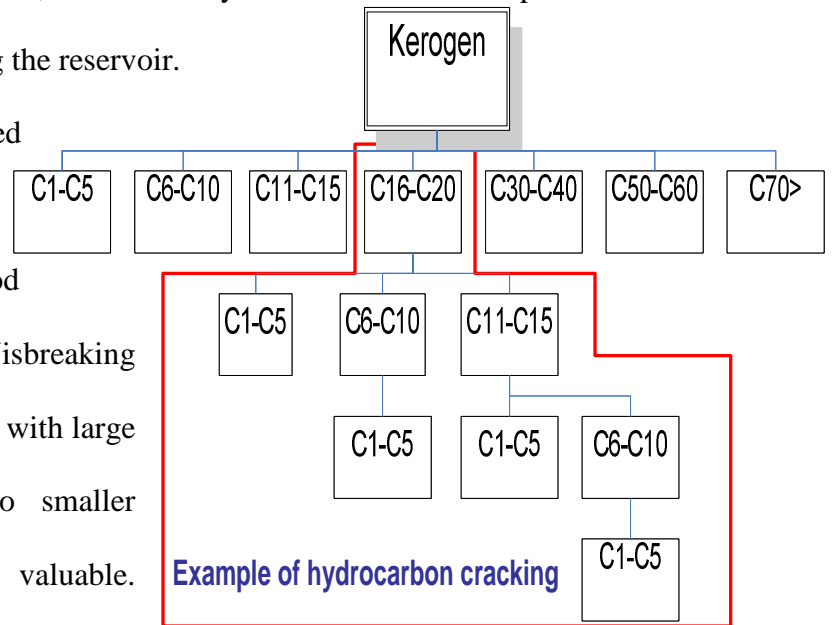 Kerogen
g the reservoir.
C1-C5 C6-C10 C11-C15 C16-C20 C30-C40 C50-C60 C70>
C1-C5 C6-C10 C11-C15
isbreaking
with large
C1-C5 C1-C5 C6-C10
smaller
C1-C5
valuable.
Example of hydrocarbon cracking